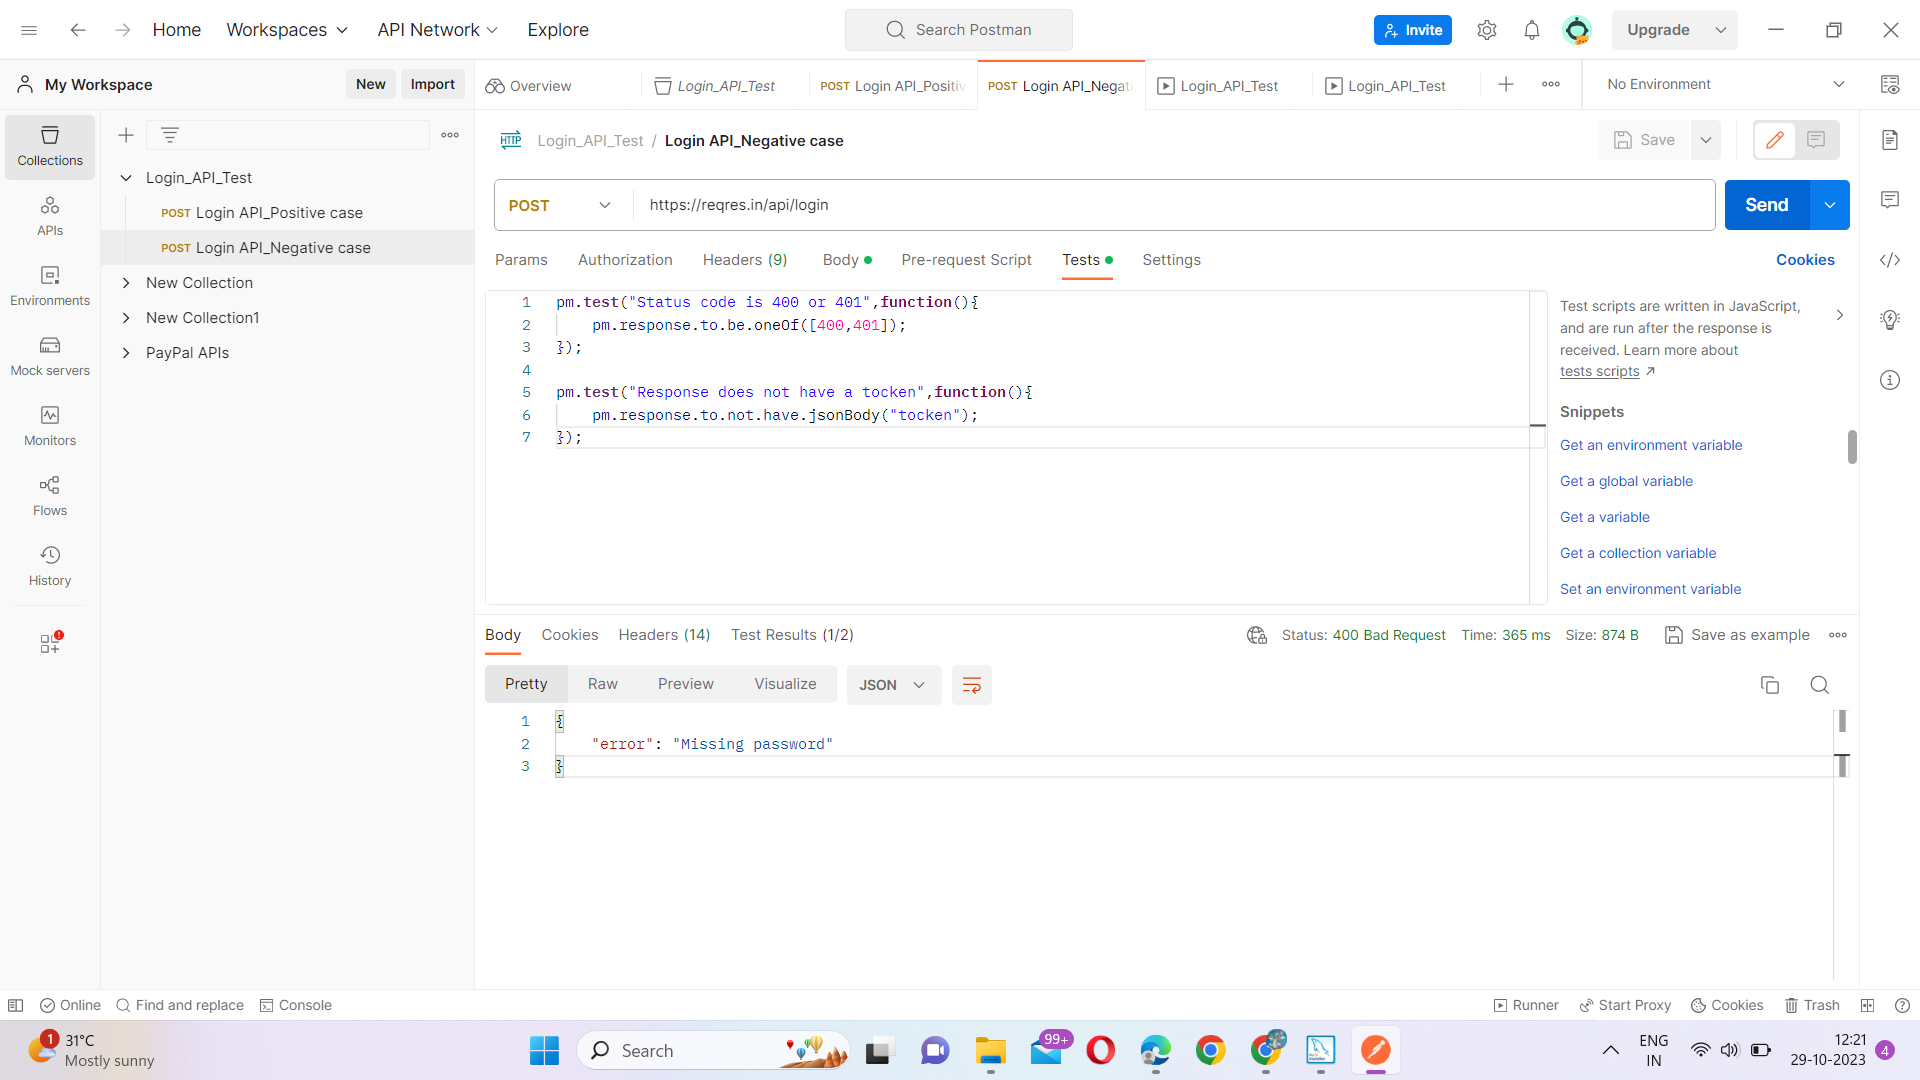 Home
Workspaces
API Network
Explore
Search Postman
Invite
Upgrade
My Workspace
New
Import
Overview
Login_API_Test
POST Login API_Positiv
POST Login API_Negat
Login_API_Test
Login_API_Test
No Environment
Collections
APIs
Environments
Mock servers
Monitors
Flows
History
Login_API_Test
POST Login API_Positive case
POST Login API_Negative case
New Collection
New Collection1
PayPal APIs
HTTP Login_API_Test / Login API_Negative case
Save
POST https://reqres.in/api/login
Send
Params Authorization Headers (9) Body Pre-request Script Tests Settings
Cookies
1 pm.test("Status code is 400 or 401",function(){
2 pm.response.to.be.oneOf([400,401]);
3 });
4
5 pm.test("Response does not have a tocken",function(){
6 pm.response.to.not.have.jsonBody("tocken");
7 });
Test scripts are written in JavaScript,
and are run after the response is
received. Learn more about
tests scripts ↗
Snippets
Get an environment variable
Get a global variable
Get a variable
Get a collection variable
Set an environment variable
Body Cookies Headers (14) Test Results (1/2)
Status: 400 Bad Request Time: 365 ms Size: 874 B Save as example
Pretty Raw Preview Visualize JSON
1 {
2 "error": "Missing password"
3 }
Online Find and replace Console
Runner Start Proxy Cookies Trash
1
31°C
Mostly sunny
Search
99+
ENG
IN
12:21
29-10-2023
4